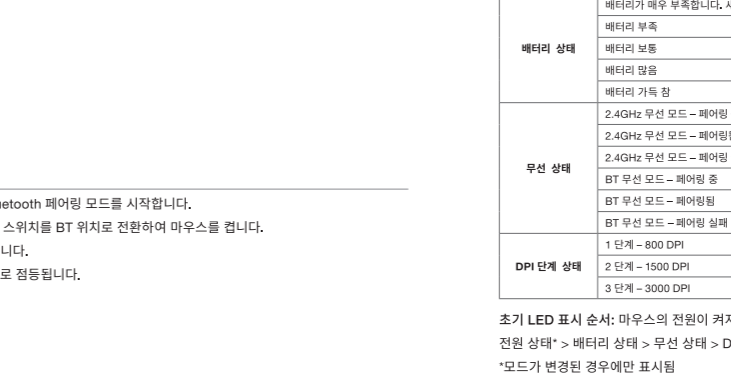 uetooth 페어링 모드를 시작합니다.
스위치를 BT 위치로 전환하여 마우스를 켭니다.
니다.
로 점등됩니다.
배터리 상태
배터리가 매우 부족합니다.
배터리 부족
배터리 보통
배터리 많음
배터리 가득 참
무선 상태
2.4GHz 무선 모드 – 페어링
2.4GHz 무선 모드 – 페어링됨
2.4GHz 무선 모드 – 페어링
BT 무선 모드 – 페어링 중
BT 무선 모드 – 페어링됨
BT 무선 모드 – 페어링 실패
DPI 단계 상태
1 단계 – 800 DPI
2 단계 – 1500 DPI
3 단계 – 3000 DPI
초기 LED 표시 순서: 마우스의 전원이
전원 상태* > 배터리 상태 > 무선 상태 > D
*모드가 변경된 경우에만 표시됨